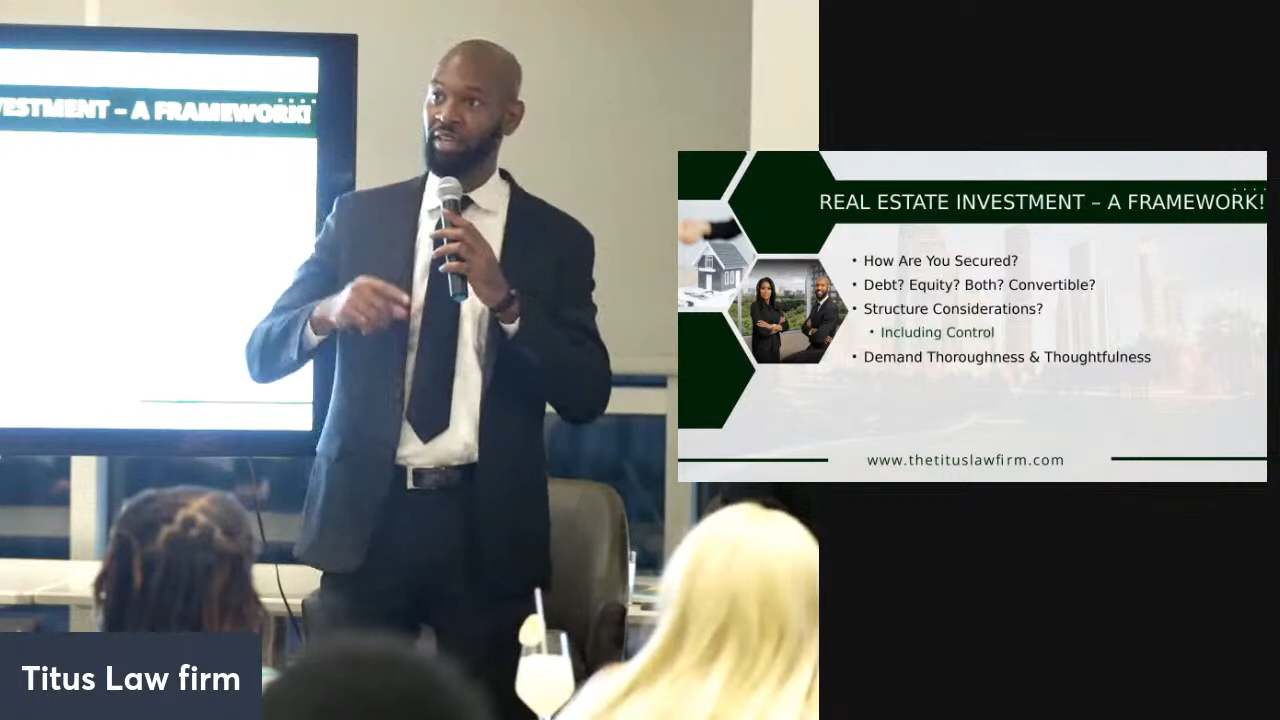 VESTMENT – A FRAMEWORK!
REAL ESTATE INVESTMENT – A FRAMEWORK!
• How Are You Secured?
• Debt? Equity? Both? Convertible?
• Structure Considerations?
• Including Control
• Demand Thoroughness & Thoughtfulness
www.thetituslawfirm.com
Titus Law firm